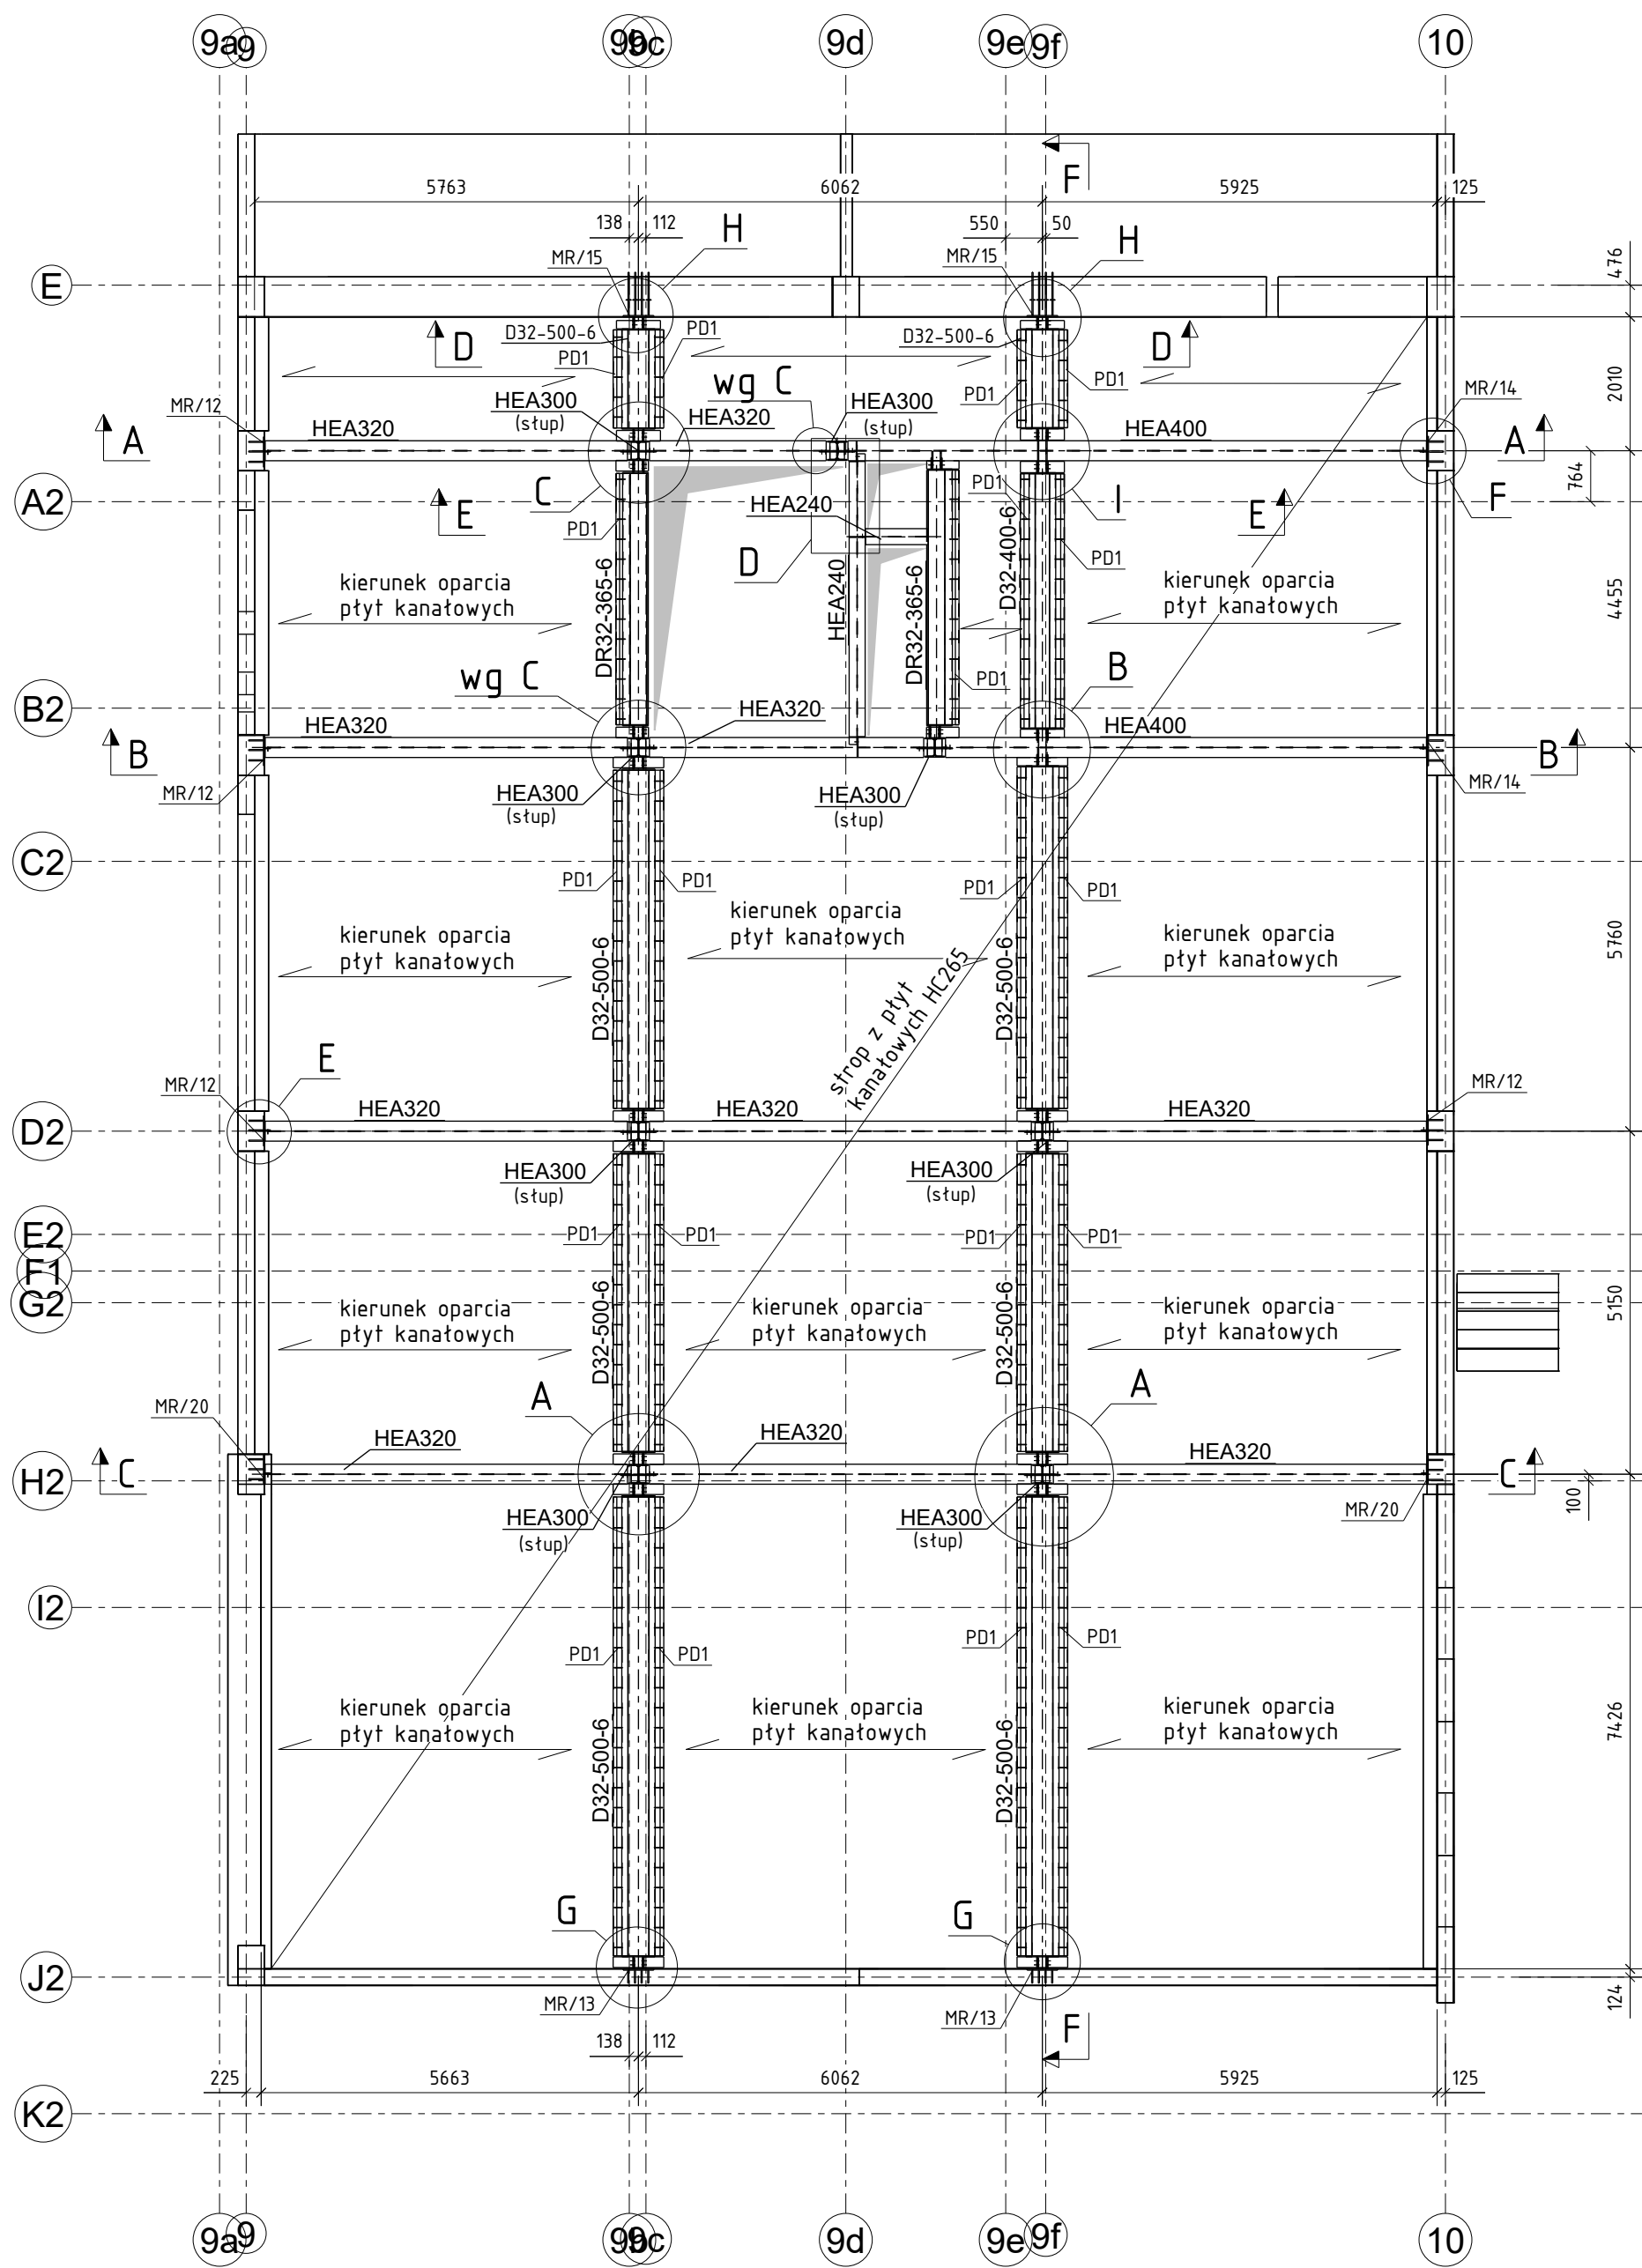 9a 9 9b 9c 9d 9e 9f 10
F
5763 6062 5925 125
138 112 550 50
H H
MR/15 MR/15
E
476
D D32-500-6 PD1 D32-500-6 D
PD1 PD1 PD1
2010
wg C
MR/12 HEA300 HEA300 MR/14
(słup) (słup)
A HEA320 HEA320 HEA400 A
764
A2 E C PD1 PD1 I E F
HEA240
D PD1
kierunek oparcia
płyt kanałowych
kierunek oparcia
płyt kanałowych
DR32-365-6
HEA240
DR32-365-6
D32-400-6
4455
wg C B
PD1
B2
HEA320 HEA320 HEA400
B B
MR/12 HEA300 HEA300 MR/14
(słup) (słup)
C2
PD1 PD1 PD1 PD1
kierunek oparcia
płyt kanałowych
kierunek oparcia
płyt kanałowych
kierunek oparcia
płyt kanałowych
D32-500-6
D32-500-6
5760
strop z płyt
kanałowych HC265
E
MR/12 MR/12
D2 HEA320 HEA320 HEA320
HEA300 HEA300
(słup) (słup)
E2 PD1 PD1 PD1 PD1
F1
G2
kierunek oparcia
płyt kanałowych
kierunek oparcia
płyt kanałowych
kierunek oparcia
płyt kanałowych
D32-500-6
D32-500-6
5150
A A
MR/20 HEA320 HEA320 HEA320
H2 C C
100
HEA300 HEA300 MR/20
(słup) (słup)
I2
PD1 PD1 PD1 PD1
kierunek oparcia
płyt kanałowych
kierunek oparcia
płyt kanałowych
kierunek oparcia
płyt kanałowych
D32-500-6
D32-500-6
7426
G G
J2
124
MR/13 MR/13
F
138 112
225 5663 6062 5925 125
K2
9a 9 9b 9c 9d 9e 9f 10